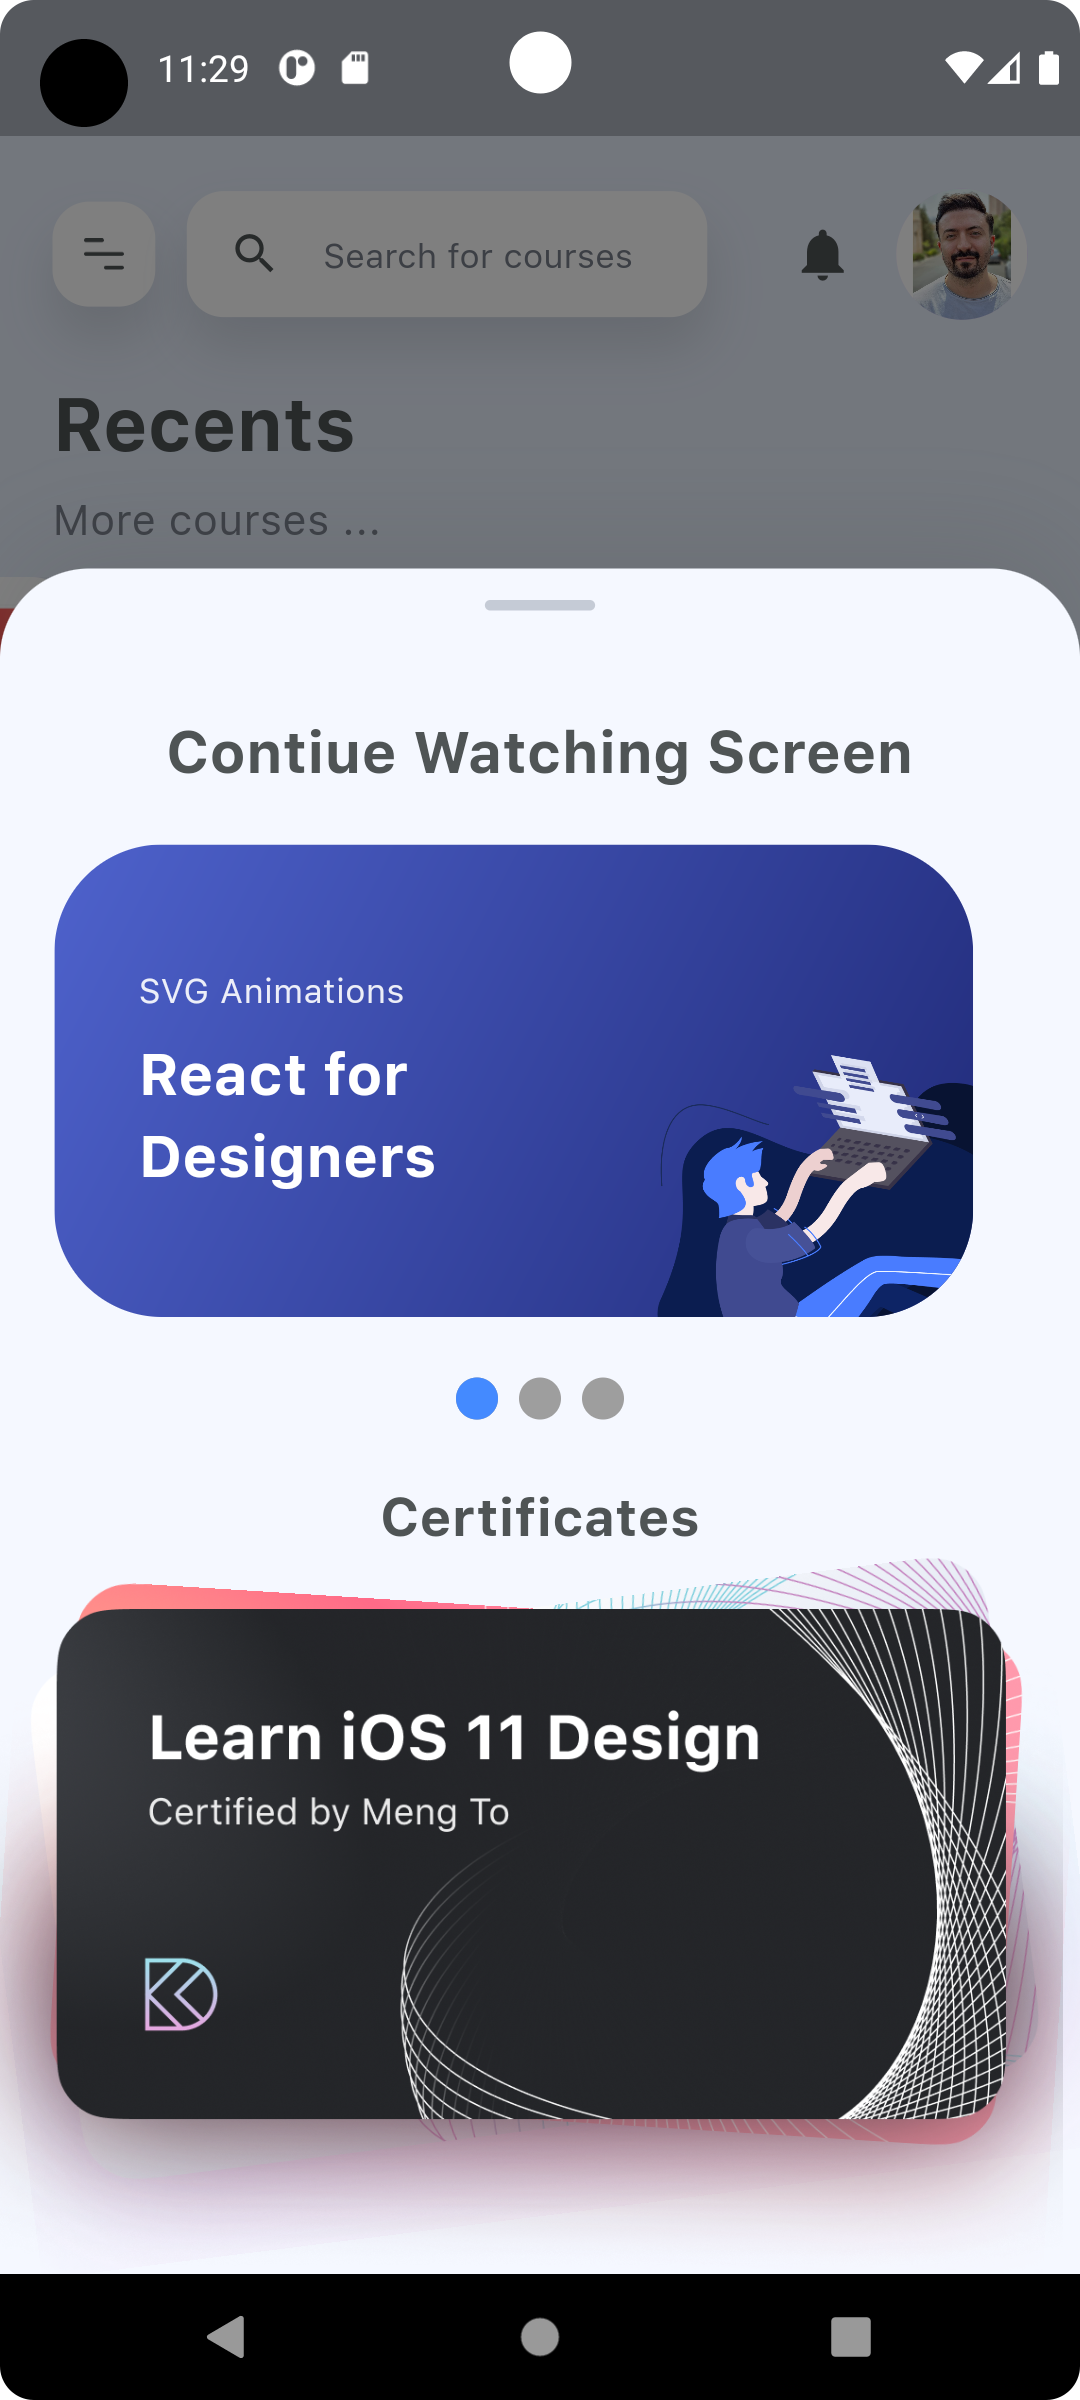 11:29
Search for courses
Recents
More courses ...
Contiue Watching Screen
SVG Animations
React for
Designers
Certificates
Learn iOS 11 Design
Certified by Meng To